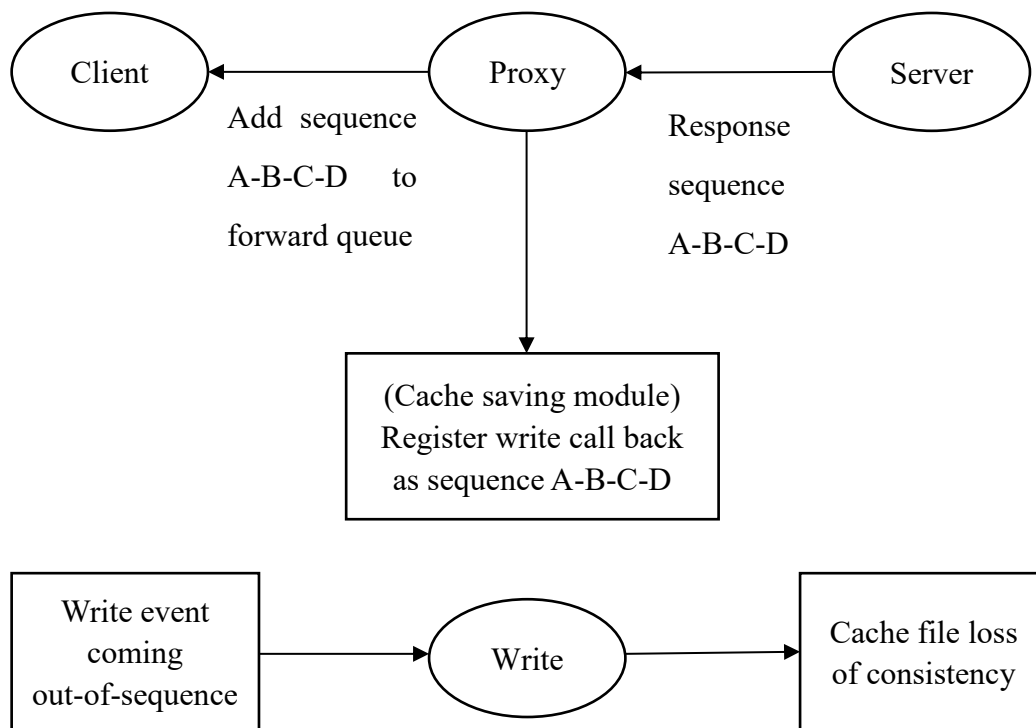 Client
Proxy
Server
Add sequence
A-B-C-D to
forward queue
Response
sequence
A-B-C-D
(Cache saving module)
Register write call back
as sequence A-B-C-D
Write event
coming
out-of-sequence
Write
Cache file loss
of consistency